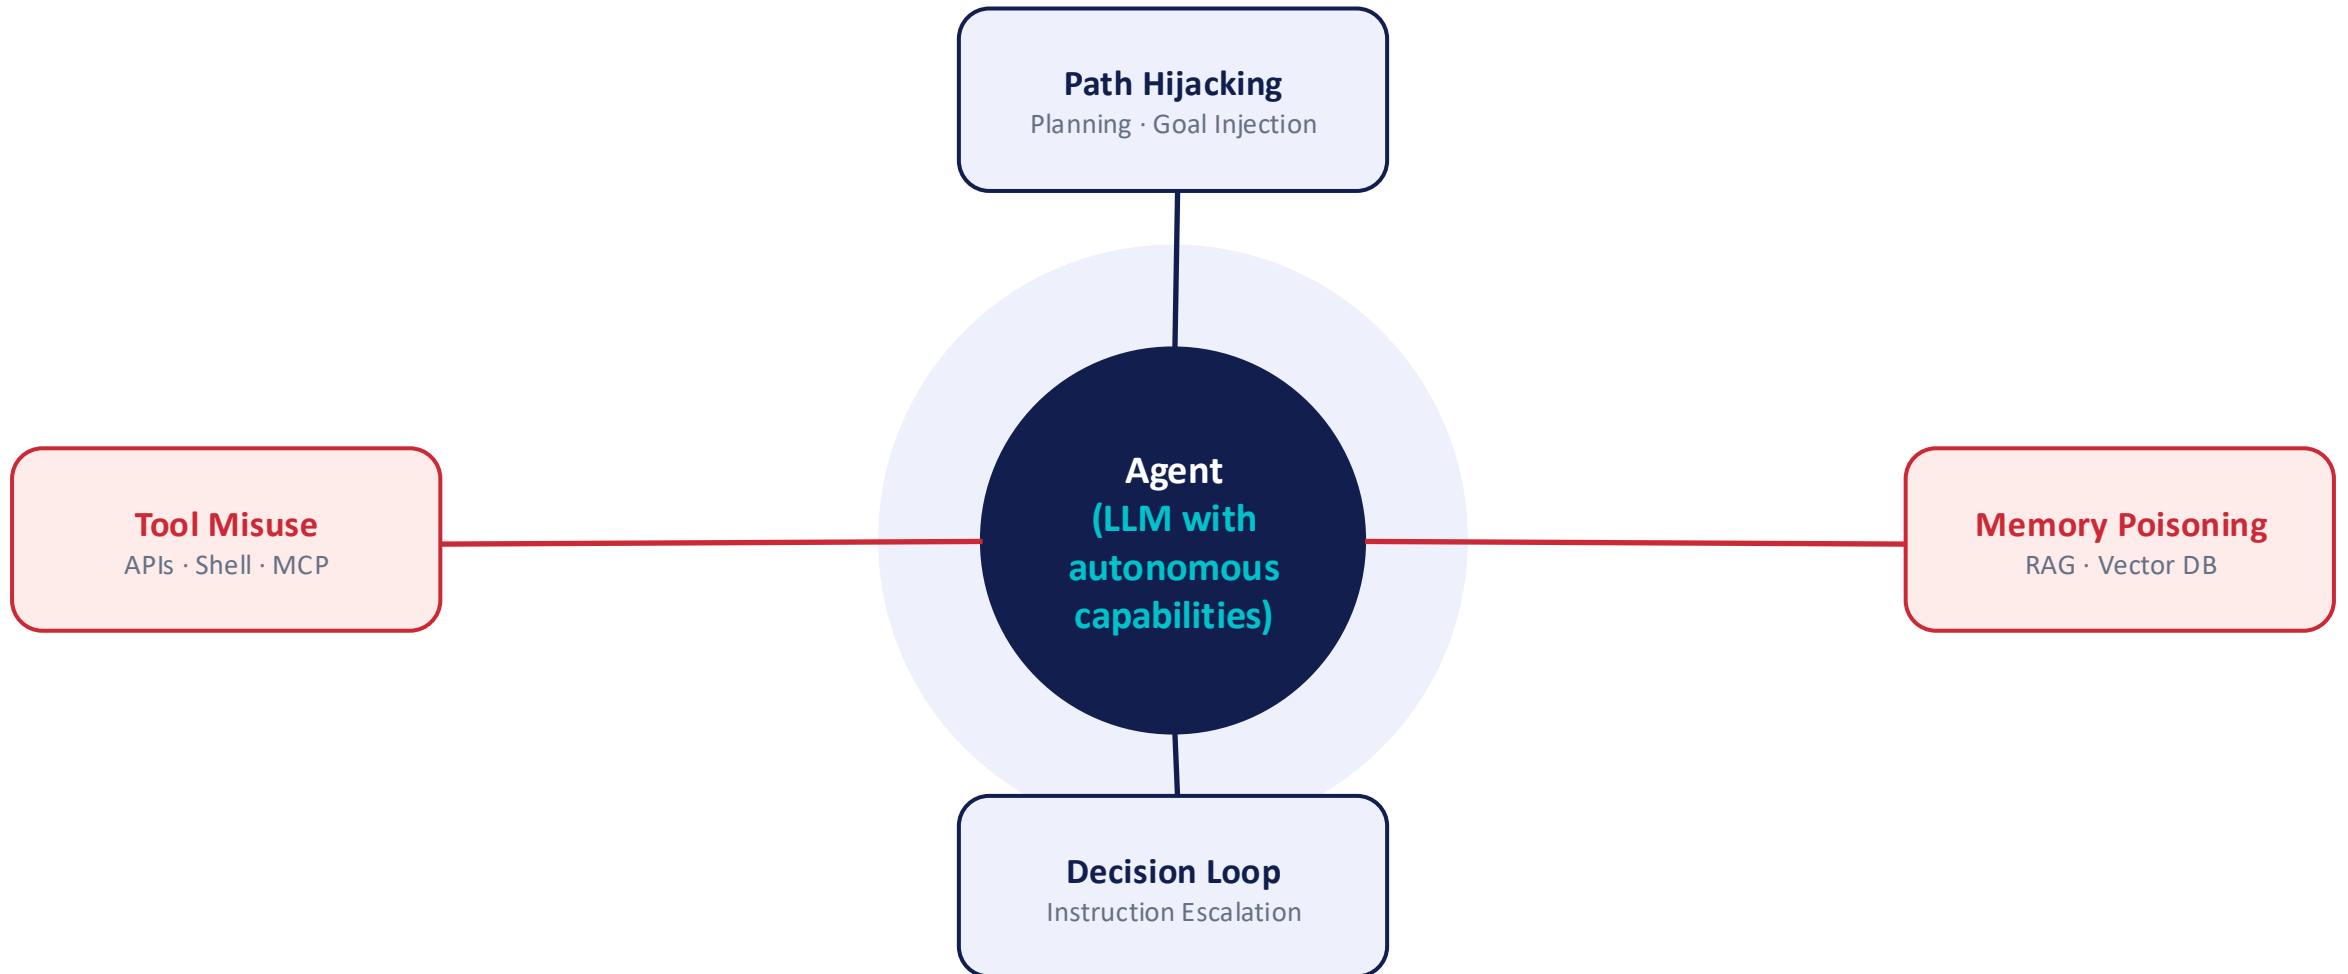 Path Hijacking
Planning · Goal Injection
Agent
(LLM with
autonomous
capabilities)
Tool Misuse
APIs · Shell · MCP
Memory Poisoning
RAG · Vector DB
Decision Loop
Instruction Escalation